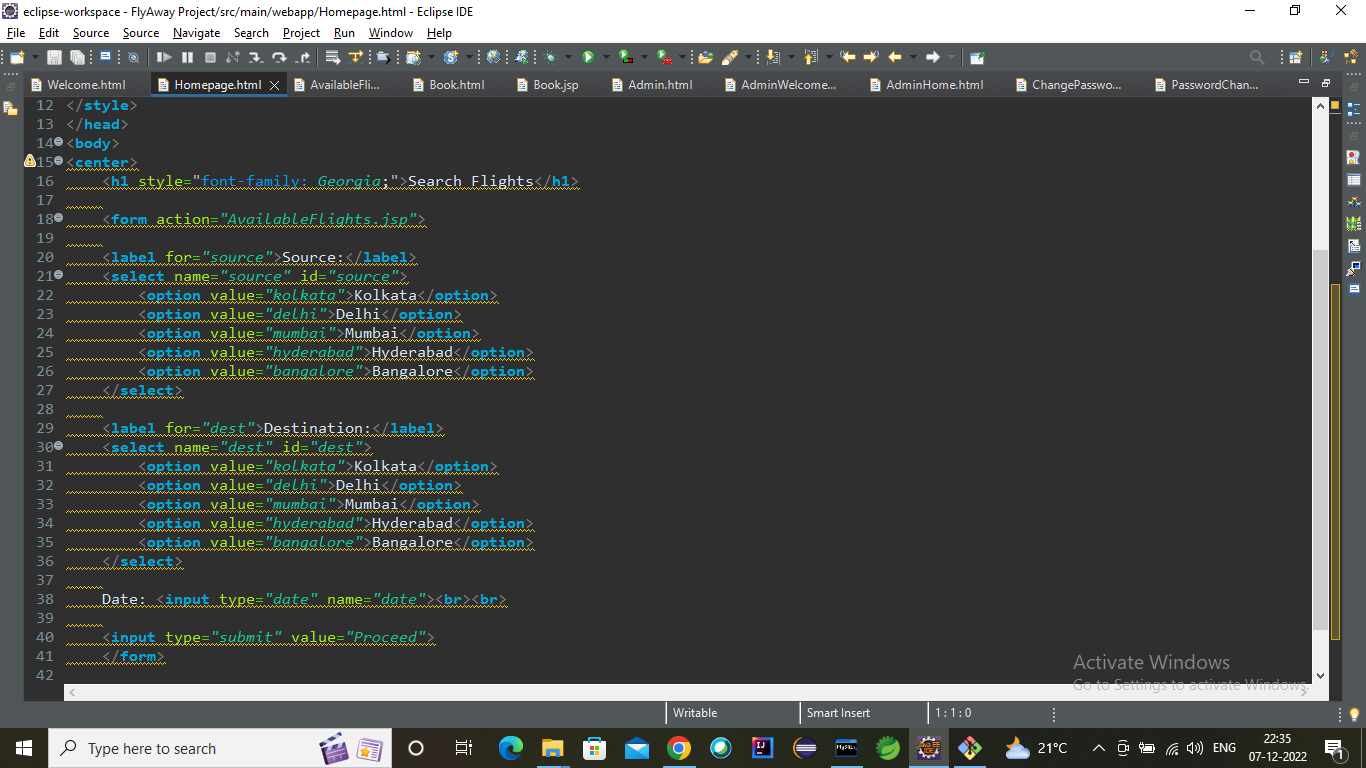 eclipse-workspace - FlyAway Project/src/main/webapp/Homepage.html - Eclipse IDE
File Edit Source Source Navigate Search Project Run Window Help
Welcome.html Homepage.html AvailableFli... Book.html Book.jsp Admin.html AdminWelcome... AdminHome.html ChangePasswo... PasswordChan...
12 </style>
13 </head>
14 <body>
15 <center>
16 <h1 style="font-family: Georgia;">Search Flights</h1>
17
18 <form action="AvailableFlights.jsp">
19
20 <label for="source">Source:</label>
21 <select name="source" id="source">
22 <option value="kolkata">Kolkata</option>
23 <option value="delhi">Delhi</option>
24 <option value="mumbai">Mumbai</option>
25 <option value="hyderabad">Hyderabad</option>
26 <option value="bangalore">Bangalore</option>
27 </select>
28
29 <label for="dest">Destination:</label>
30 <select name="dest" id="dest">
31 <option value="kolkata">Kolkata</option>
32 <option value="delhi">Delhi</option>
33 <option value="mumbai">Mumbai</option>
34 <option value="hyderabad">Hyderabad</option>
35 <option value="bangalore">Bangalore</option>
36 </select>
37
38 Date: <input type="date" name="date"><br><br>
39
40 <input type="submit" value="Proceed">
41 </form>
42
Activate Windows
Go to Settings to activate Windows.
Writable Smart Insert 1 : 1 : 0
Type here to search
21°C ENG 22:35
07-12-2022
1